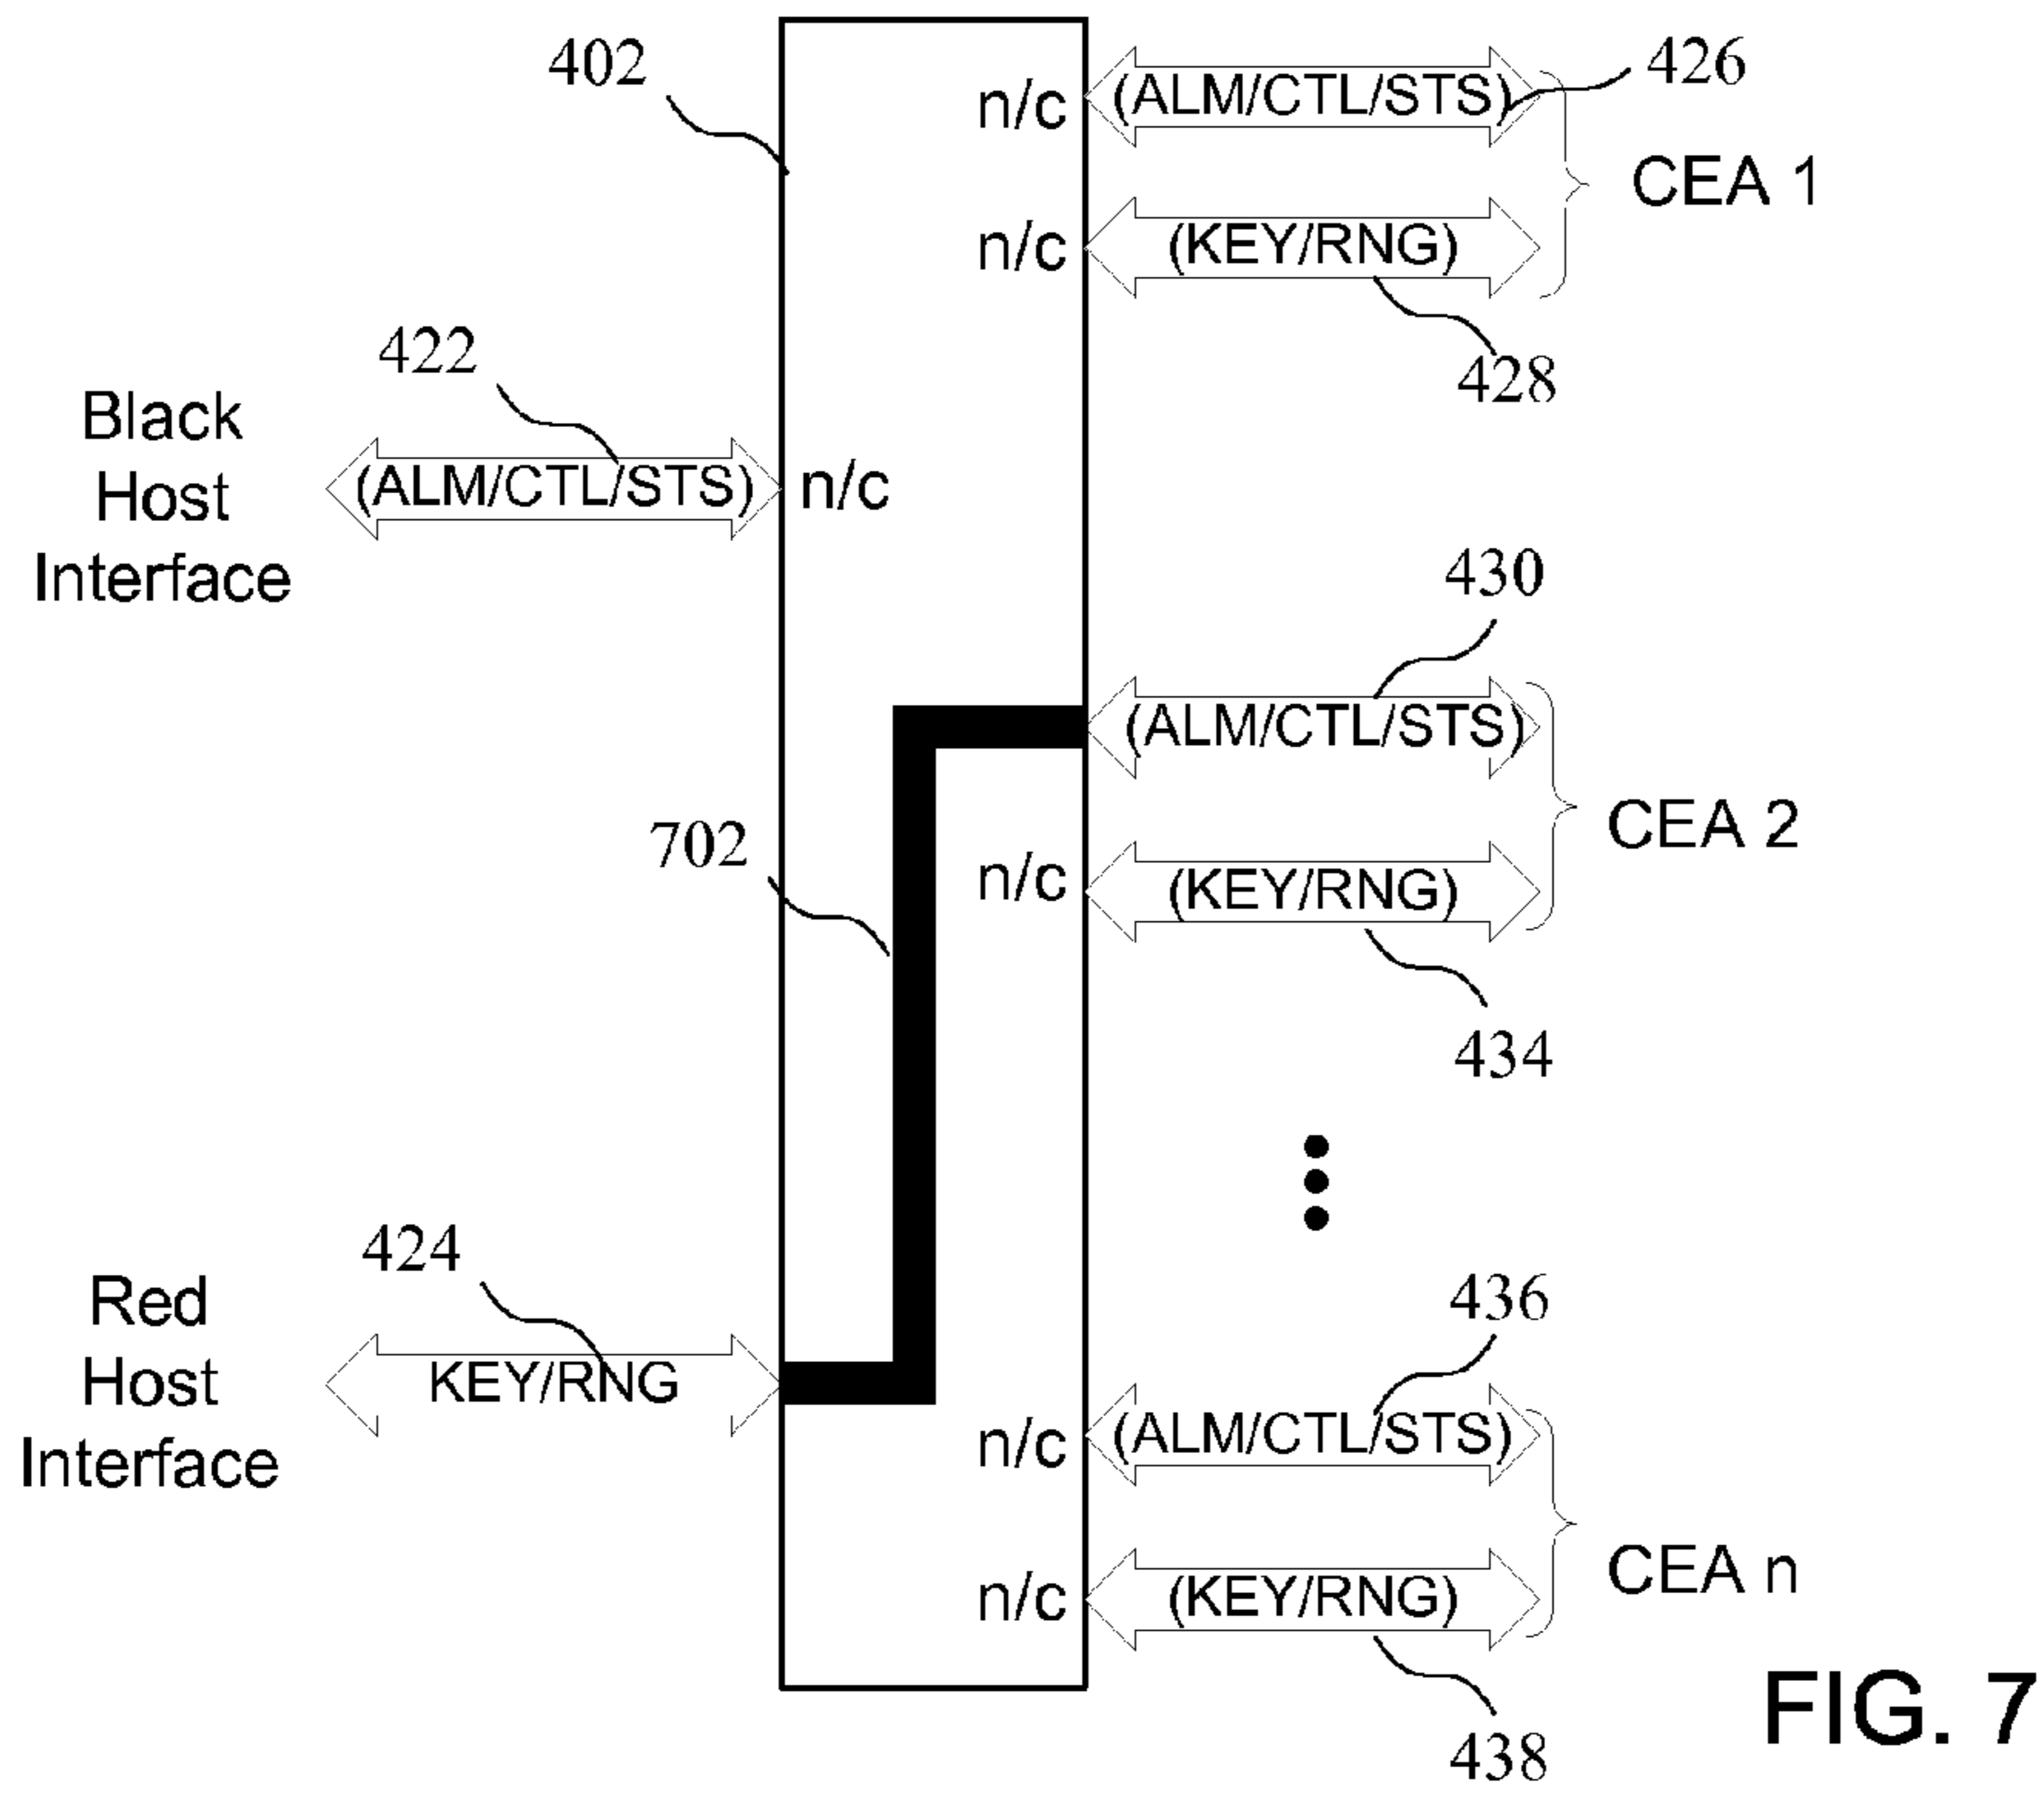 402
n/c
(ALM/CTL/STS)
426
CEA 1
n/c
(KEY/RNG)
428
422
Black
Host
Interface
(ALM/CTL/STS)
n/c
430
(ALM/CTL/STS)
CEA 2
702
n/c
(KEY/RNG)
434
424
Red
Host
Interface
KEY/RNG
436
n/c
(ALM/CTL/STS)
CEA n
n/c
(KEY/RNG)
438
FIG. 7